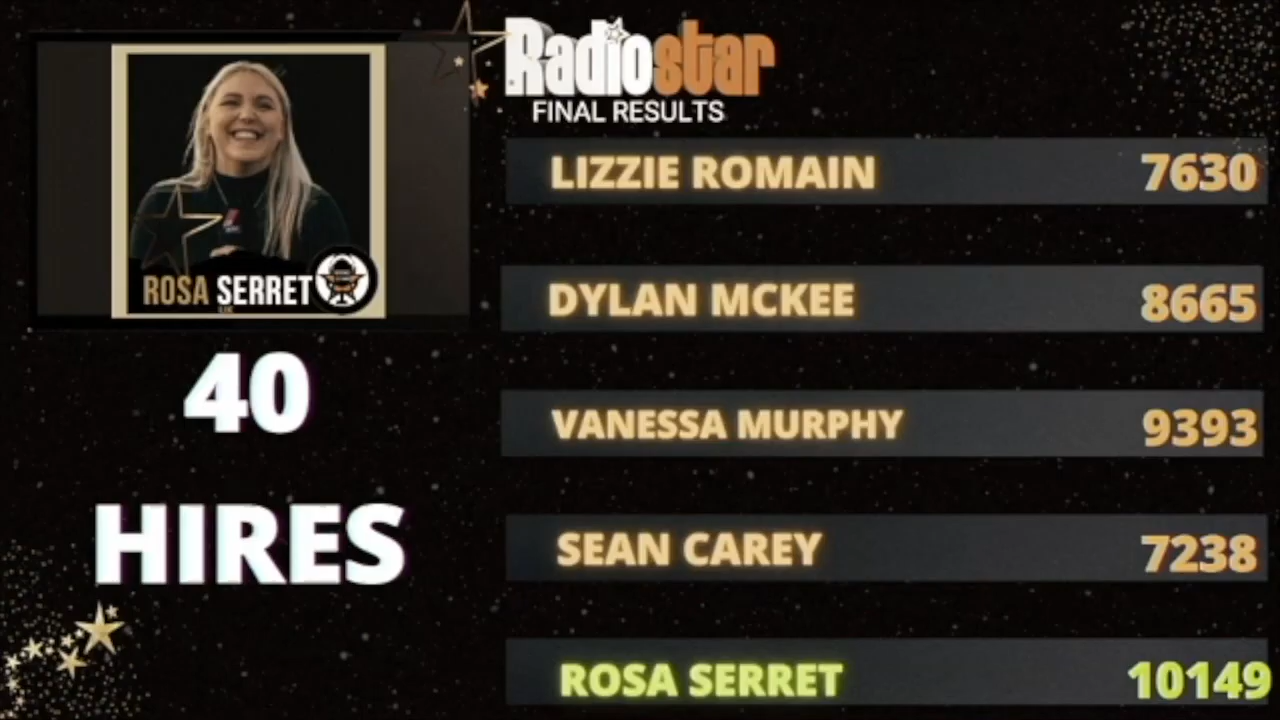 Radiostar
FINAL RESULTS
ROSA SERRET
40
HIRES
LIZZIE ROMAIN 7630
DYLAN MCKEE 8665
VANESSA MURPHY 9393
SEAN CAREY 7238
ROSA SERRET 10149